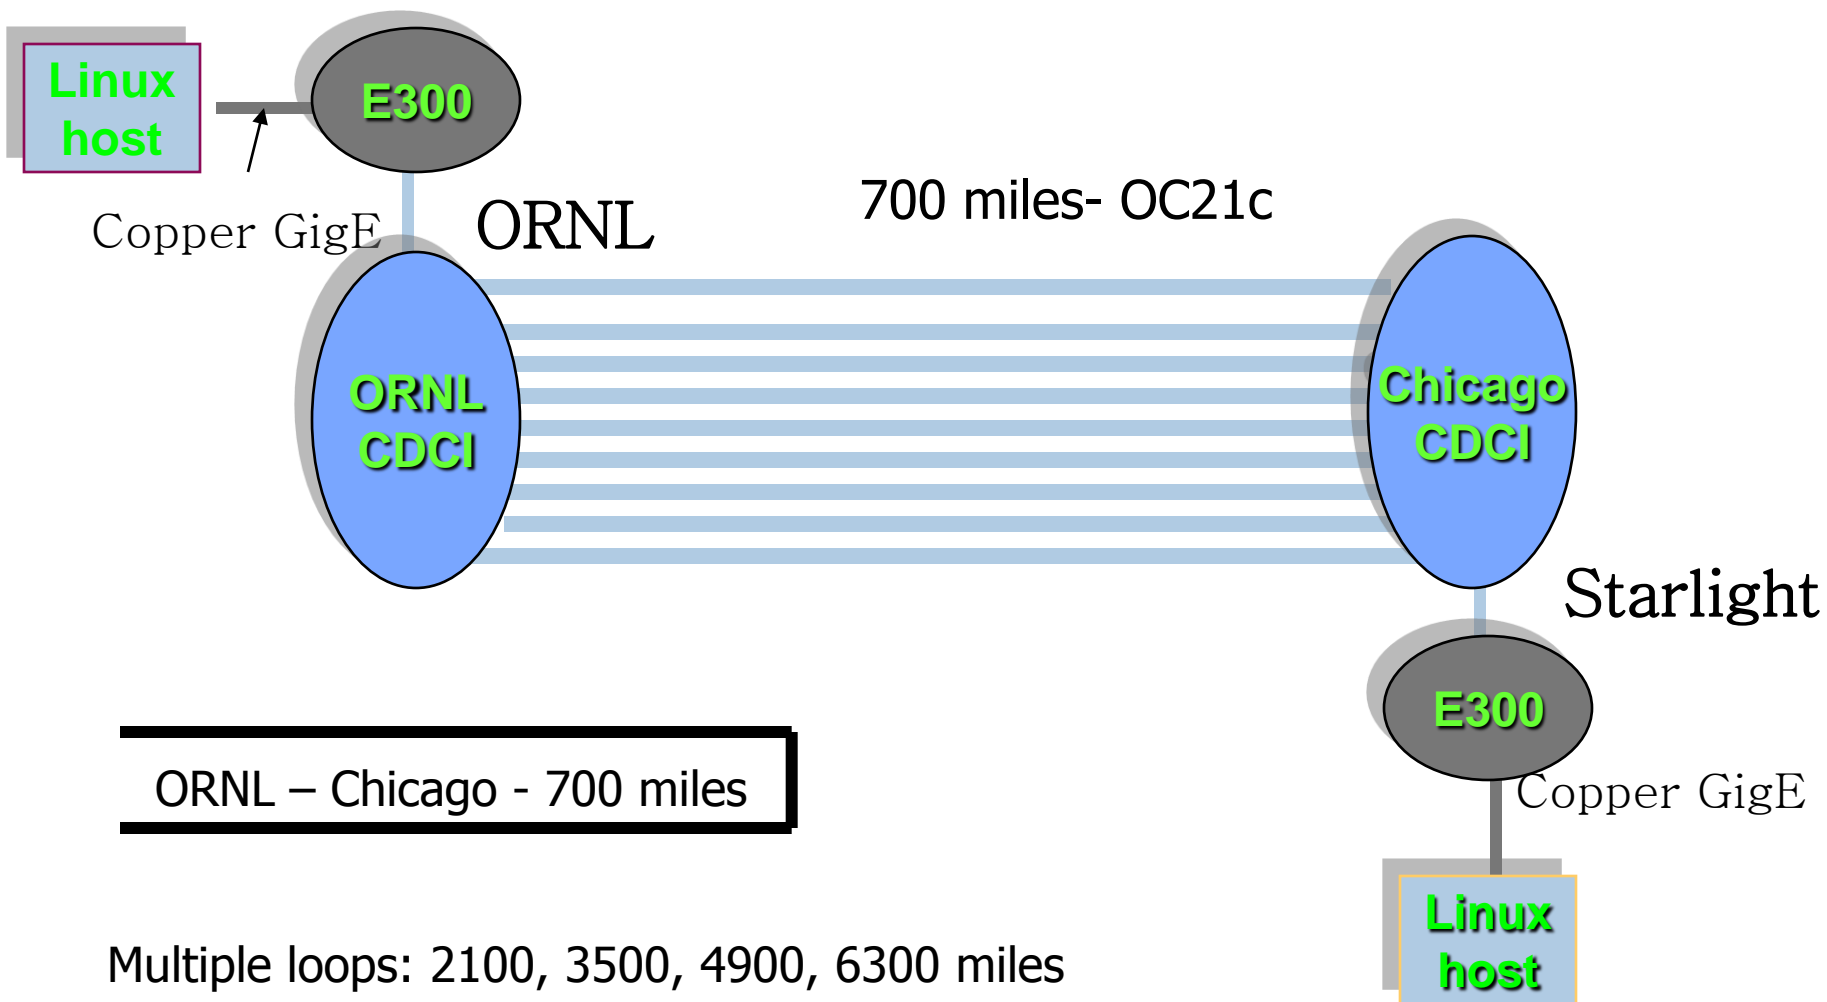 Linux
host
E300
Copper GigE
ORNL
700 miles- OC21c
ORNL
CDCI
Chicago
CDCI
Starlight
E300
Copper GigE
ORNL – Chicago - 700 miles
Linux
host
Multiple loops: 2100, 3500, 4900, 6300 miles